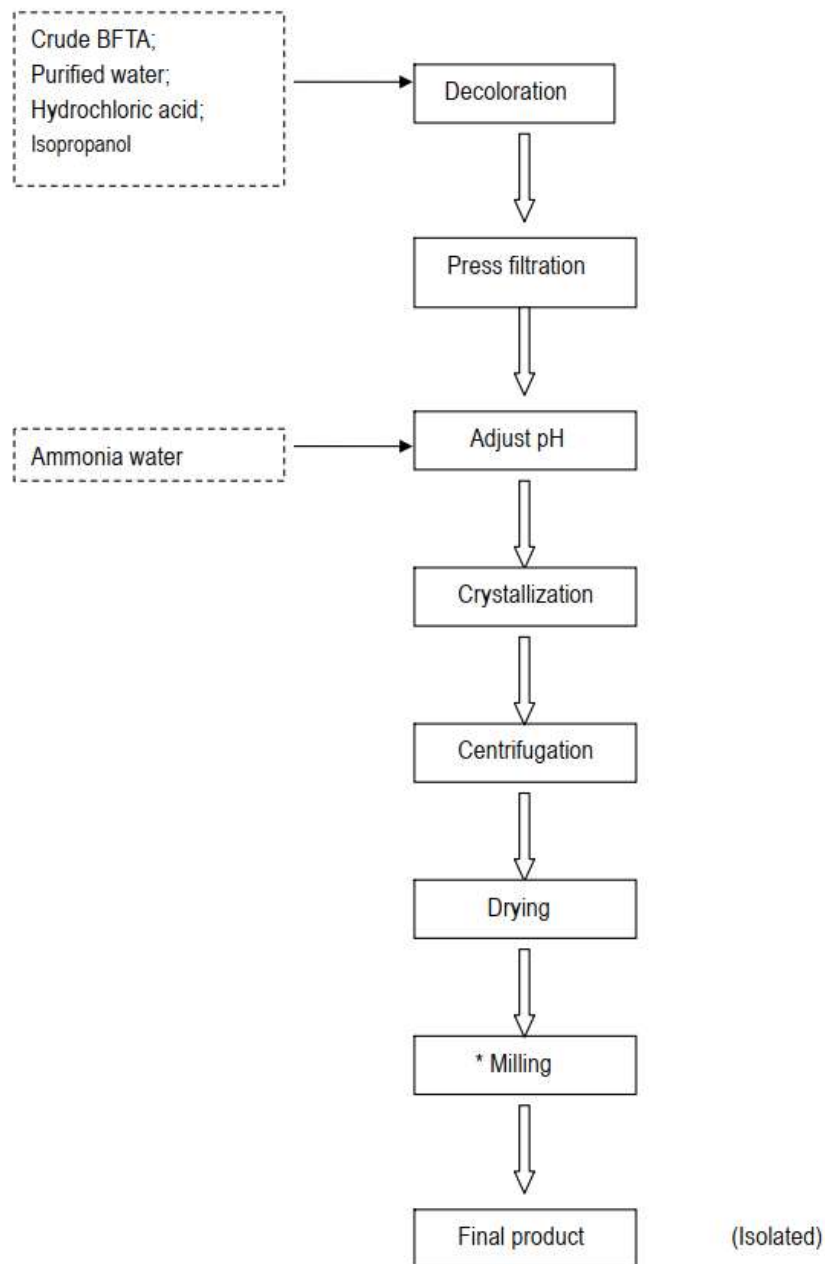 Crude BFTA;
Purified water;
Hydrochloric acid;
Isopropanol
Decoloration
Press filtration
Ammonia water
Adjust pH
Crystallization
Centrifugation
Drying
* Milling
Final product
(Isolated)